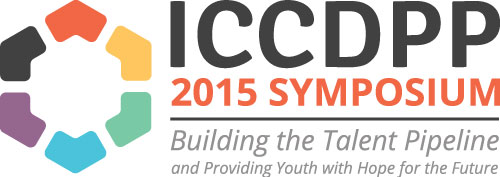 ICCDPP
2015 SYMPOSIUM
Building the Talent Pipeline
and Providing Youth with Hope for the Future